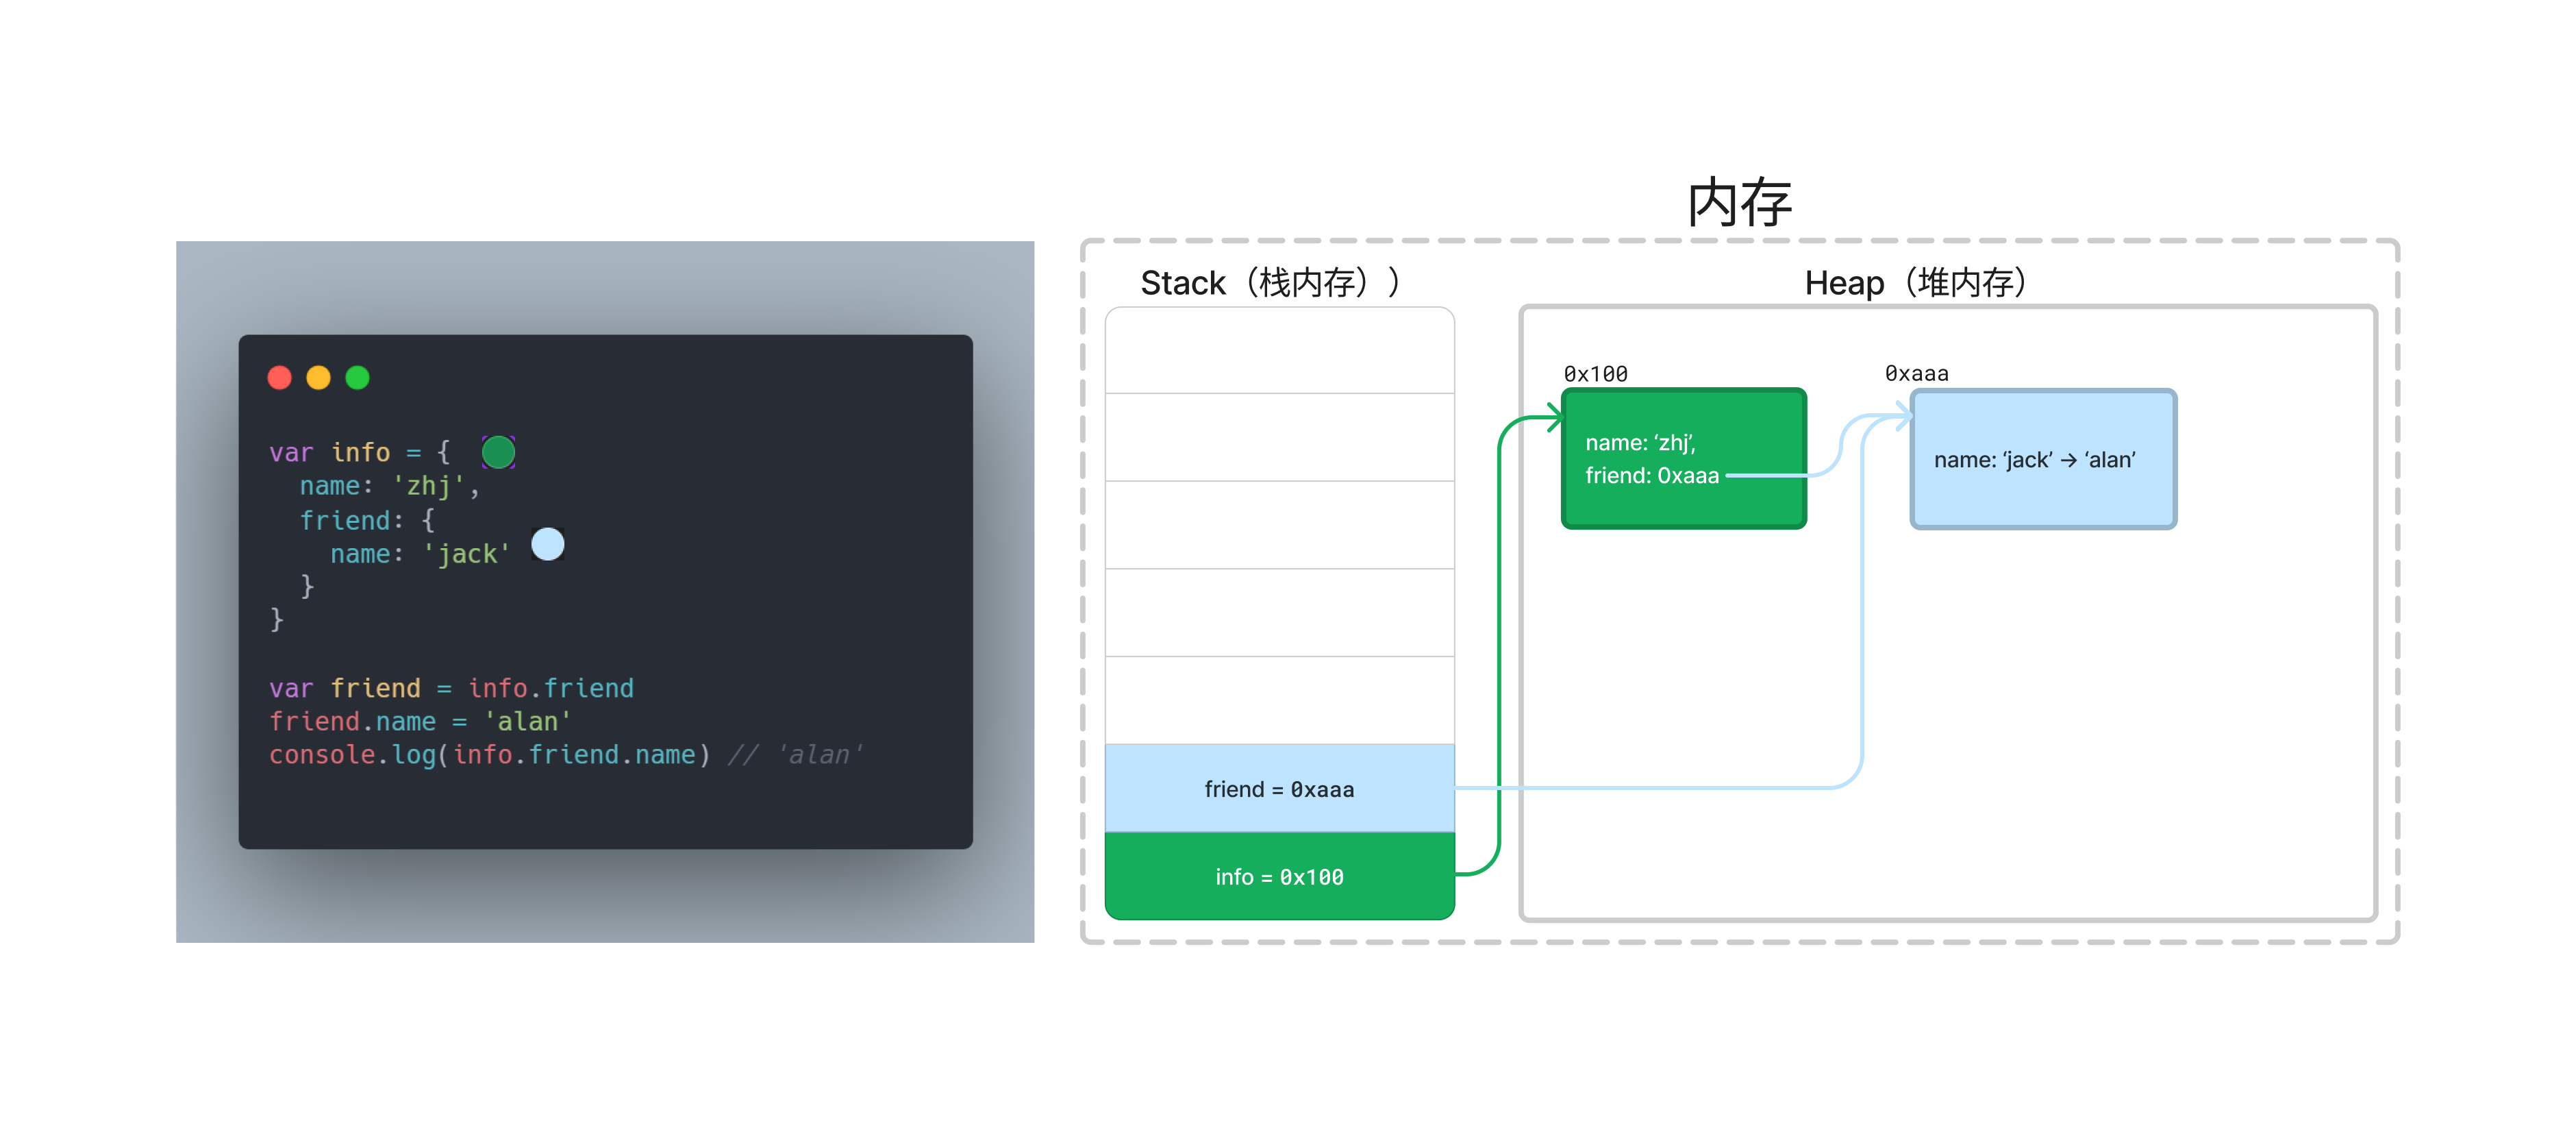 var info = {
  name: 'zhj',
  friend: {
    name: 'jack'
  }
}
var friend = info.friend
friend.name = 'alan'
console.log(info.friend.name) // 'alan'
内存
Stack（栈内存））
Heap（堆内存）
0x100
0xaaa
name: ‘zhj’,
friend: 0xaaa
name: ‘jack’ → ‘alan’
friend = 0xaaa
info = 0x100